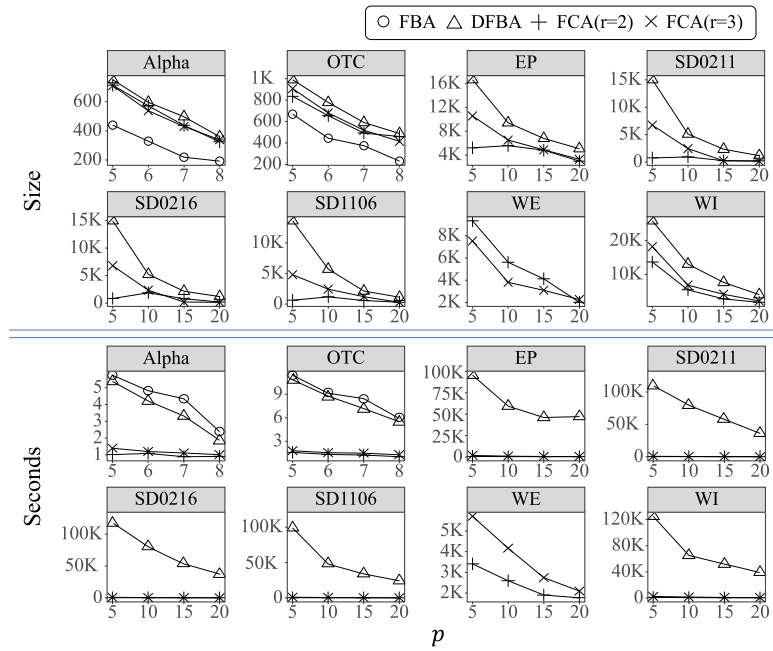 FBA DFBA FCA(r=2) FCA(r=3)
Alpha OTC EP SD0211
600
400
200
5 6 7 8
1K
800
600
400
200
5 6 7 8
16K
12K
8K
4K
5 10 15 20
15K
10K
5K
0
5 10 15 20
Size
SD0216 SD1106 WE WI
15K
10K
5K
0
5 10 15 20
10K
5K
0
5 10 15 20
8K
6K
4K
2K
5 10 15 20
20K
10K
5 10 15 20
Alpha OTC EP SD0211
5
4
3
2
1
5 6 7 8
9
6
3
5 6 7 8
100K
75K
50K
25K
0
5 10 15 20
100K
50K
0
5 10 15 20
Seconds
SD0216 SD1106 WE WI
100K
50K
0
5 10 15 20
100K
50K
0
5 10 15 20
5K
4K
3K
2K
5 10 15 20
120K
80K
40K
0
5 10 15 20
p